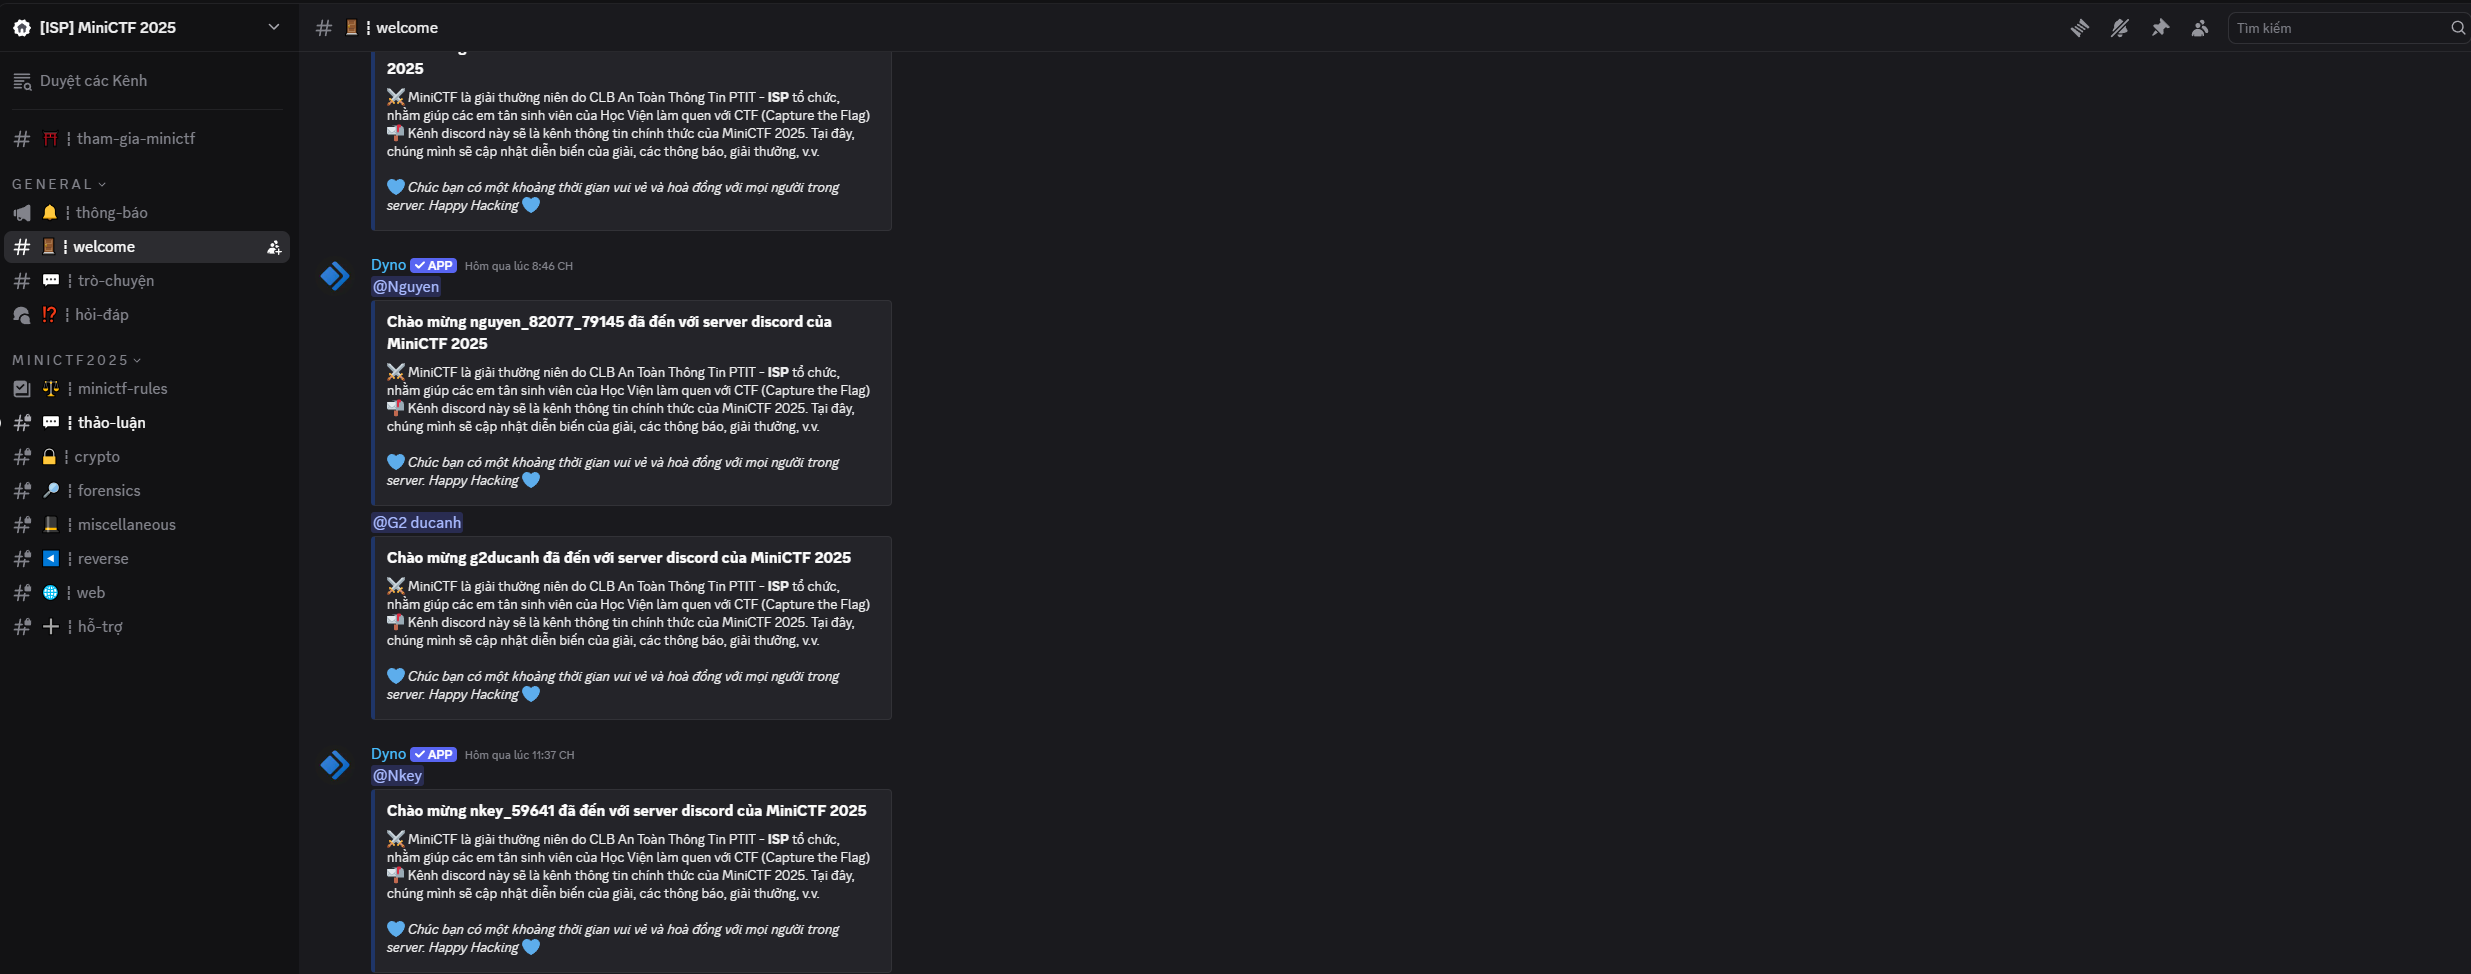 [ISP] MiniCTF 2025
Duyệt các Kênh
tham-gia-minictf
GENERAL
thông-báo
welcome
trò-chuyện
hỏi-đáp
MINICTF2025
minictf-rules
thảo-luận
crypto
forensics
miscellaneous
reverse
web
hỗ-trợ
welcome
Tìm kiếm
2025
MiniCTF là giải thường niên do CLB An Toàn Thông Tin PTIT - ISP tổ chức,
nhằm giúp các em tân sinh viên của Học Viện làm quen với CTF (Capture the Flag)
Kênh discord này sẽ là kênh thông tin chính thức của MiniCTF 2025. Tại đây,
chúng mình sẽ cập nhật diễn biến của giải, các thông báo, giải thưởng, v.v.
Chúc bạn có một khoảng thời gian vui vẻ và hoà đồng với mọi người trong
server. Happy Hacking
Dyno APP Hôm qua lúc 8:46 CH
@Nguyen
Chào mừng nguyen_82077_79145 đã đến với server discord của
MiniCTF 2025
MiniCTF là giải thường niên do CLB An Toàn Thông Tin PTIT - ISP tổ chức,
nhằm giúp các em tân sinh viên của Học Viện làm quen với CTF (Capture the Flag)
Kênh discord này sẽ là kênh thông tin chính thức của MiniCTF 2025. Tại đây,
chúng mình sẽ cập nhật diễn biến của giải, các thông báo, giải thưởng, v.v.
Chúc bạn có một khoảng thời gian vui vẻ và hoà đồng với mọi người trong
server. Happy Hacking
@G2 ducanh
Chào mừng g2ducanh đã đến với server discord của MiniCTF 2025
MiniCTF là giải thường niên do CLB An Toàn Thông Tin PTIT - ISP tổ chức,
nhằm giúp các em tân sinh viên của Học Viện làm quen với CTF (Capture the Flag)
Kênh discord này sẽ là kênh thông tin chính thức của MiniCTF 2025. Tại đây,
chúng mình sẽ cập nhật diễn biến của giải, các thông báo, giải thưởng, v.v.
Chúc bạn có một khoảng thời gian vui vẻ và hoà đồng với mọi người trong
server. Happy Hacking
Dyno APP Hôm qua lúc 11:37 CH
@Nkey
Chào mừng nkey_59641 đã đến với server discord của MiniCTF 2025
MiniCTF là giải thường niên do CLB An Toàn Thông Tin PTIT - ISP tổ chức,
nhằm giúp các em tân sinh viên của Học Viện làm quen với CTF (Capture the Flag)
Kênh discord này sẽ là kênh thông tin chính thức của MiniCTF 2025. Tại đây,
chúng mình sẽ cập nhật diễn biến của giải, các thông báo, giải thưởng, v.v.
Chúc bạn có một khoảng thời gian vui vẻ và hoà đồng với mọi người trong
server. Happy Hacking